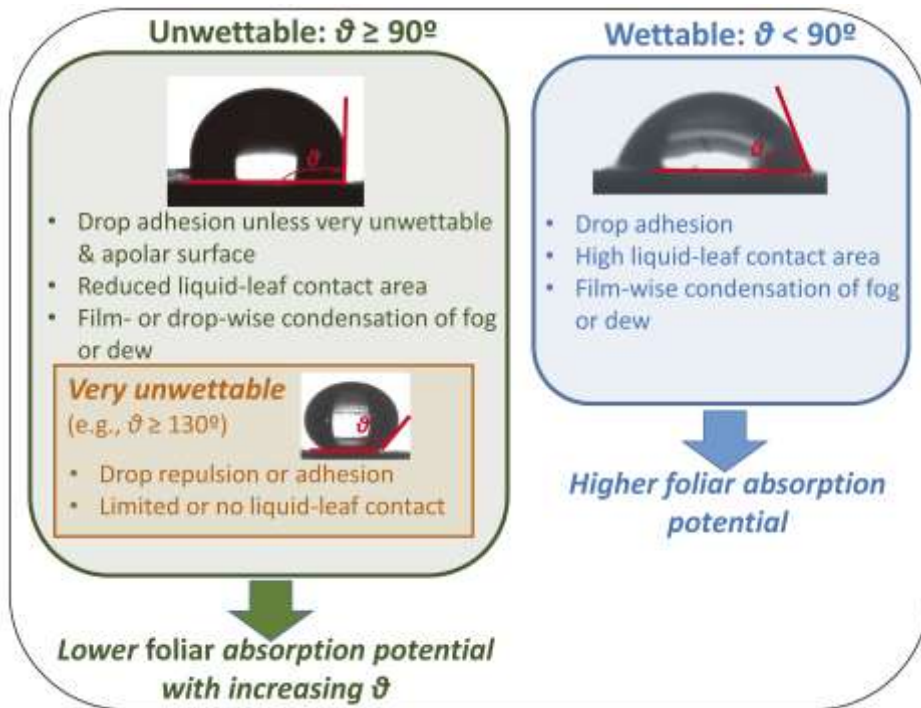 Unwettable: ϑ ≥ 90º
ϑ
• Drop adhesion unless very unwettable
& apolar surface
• Reduced liquid-leaf contact area
• Film- or drop-wise condensation of fog
or dew
Very unwettable
(e.g., ϑ ≥ 130º)
ϑ
• Drop repulsion or adhesion
• Limited or no liquid-leaf contact
Lower foliar absorption potential
with increasing ϑ
Wettable: ϑ < 90º
ϑ
• Drop adhesion
• High liquid-leaf contact area
• Film-wise condensation of fog
or dew
Higher foliar absorption
potential